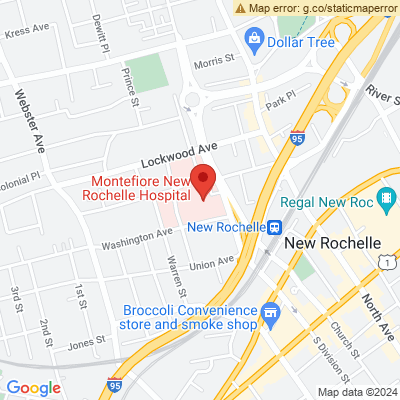 Map error: g.co/staticmaperror
Kress Ave
Dewitt Pl
Dollar Tree
Morris St
Prince St
Park Pl
River S
Webster Ave
95
Lockwood Ave
olonial Pl
Montefiore New
Rochelle Hospital
Regal New Roc
New Rochelle
Washington Ave
New Rochelle
1
Union Ave
Warren St
3rd St
2nd St
1st St
Broccoli Convenience
store and smoke shop
North Ave
Church St
S Division St
Jones St
95
Google
Map data ©2024